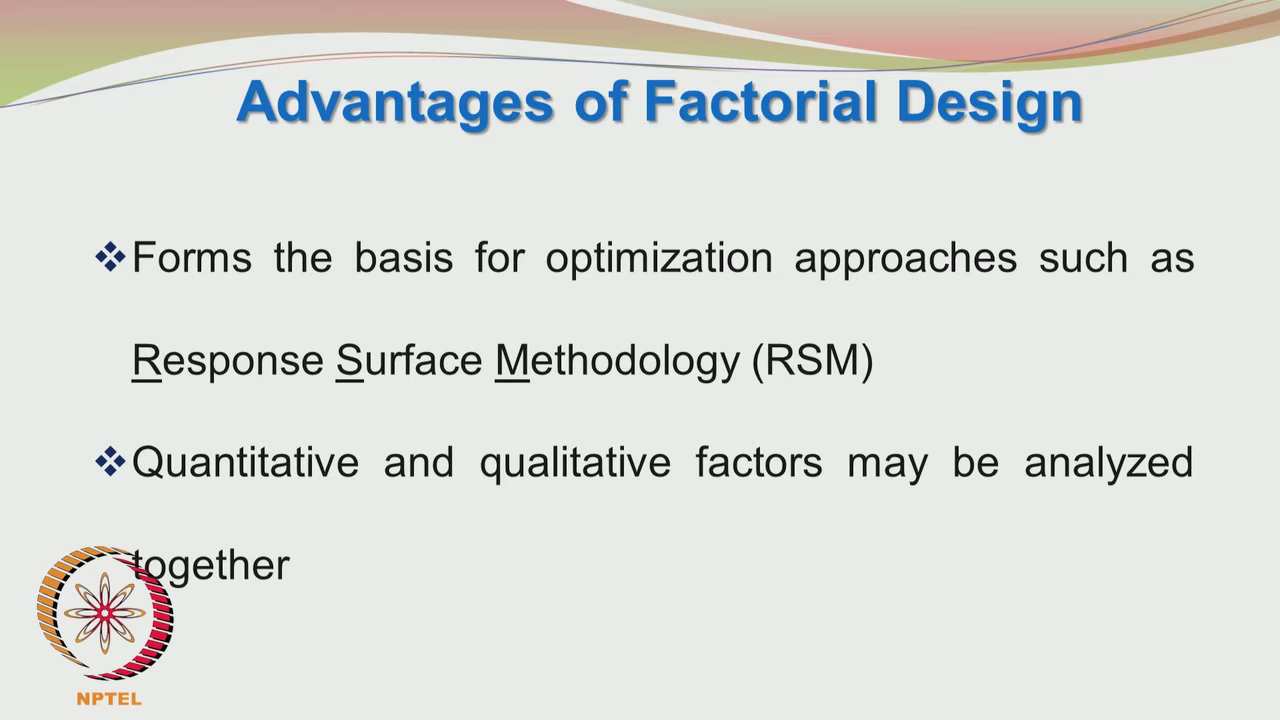 Advantages of Factorial Design
❖Forms the basis for optimization approaches such as
Response Surface Methodology (RSM)
❖Quantitative and qualitative factors may be analyzed
together
NPTEL